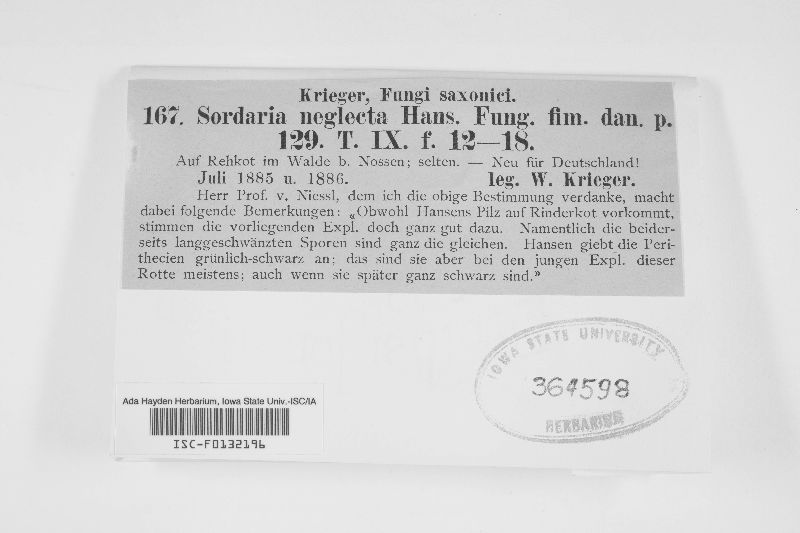 Krieger, Fungi saxonici.
167. Sordaria neglecta Hans. Fung. fim. dan. p.
129. T. IX. f. 12—18.
Auf Rehkot im Walde b. Nossen; selten. — Neu für Deutschland!
Juli 1885 u. 1886. leg. W. Krieger.
Herr Prof. v. Niessl, dem ich die obige Bestimmung verdanke, macht
dabei folgende Bemerkungen: „Obwohl Hansens Pilz auf Rinderkot vorkommt,
stimmen die vorliegenden Expl. doch ganz gut dazu. Namentlich die beider-
seits langgeschwänzten Sporen sind ganz die gleichen. Hansen giebt die Peri-
thecien grünlich-schwarz an; das sind sie aber bei den jungen Expl. dieser
Rotte meistens; auch wenn sie später ganz schwarz sind.”
IOWA STATE UNIVERSITY
364598
HERBARIUM
Ada Hayden Herbarium, Iowa State Univ.-ISC/IA
ISC-F0132196